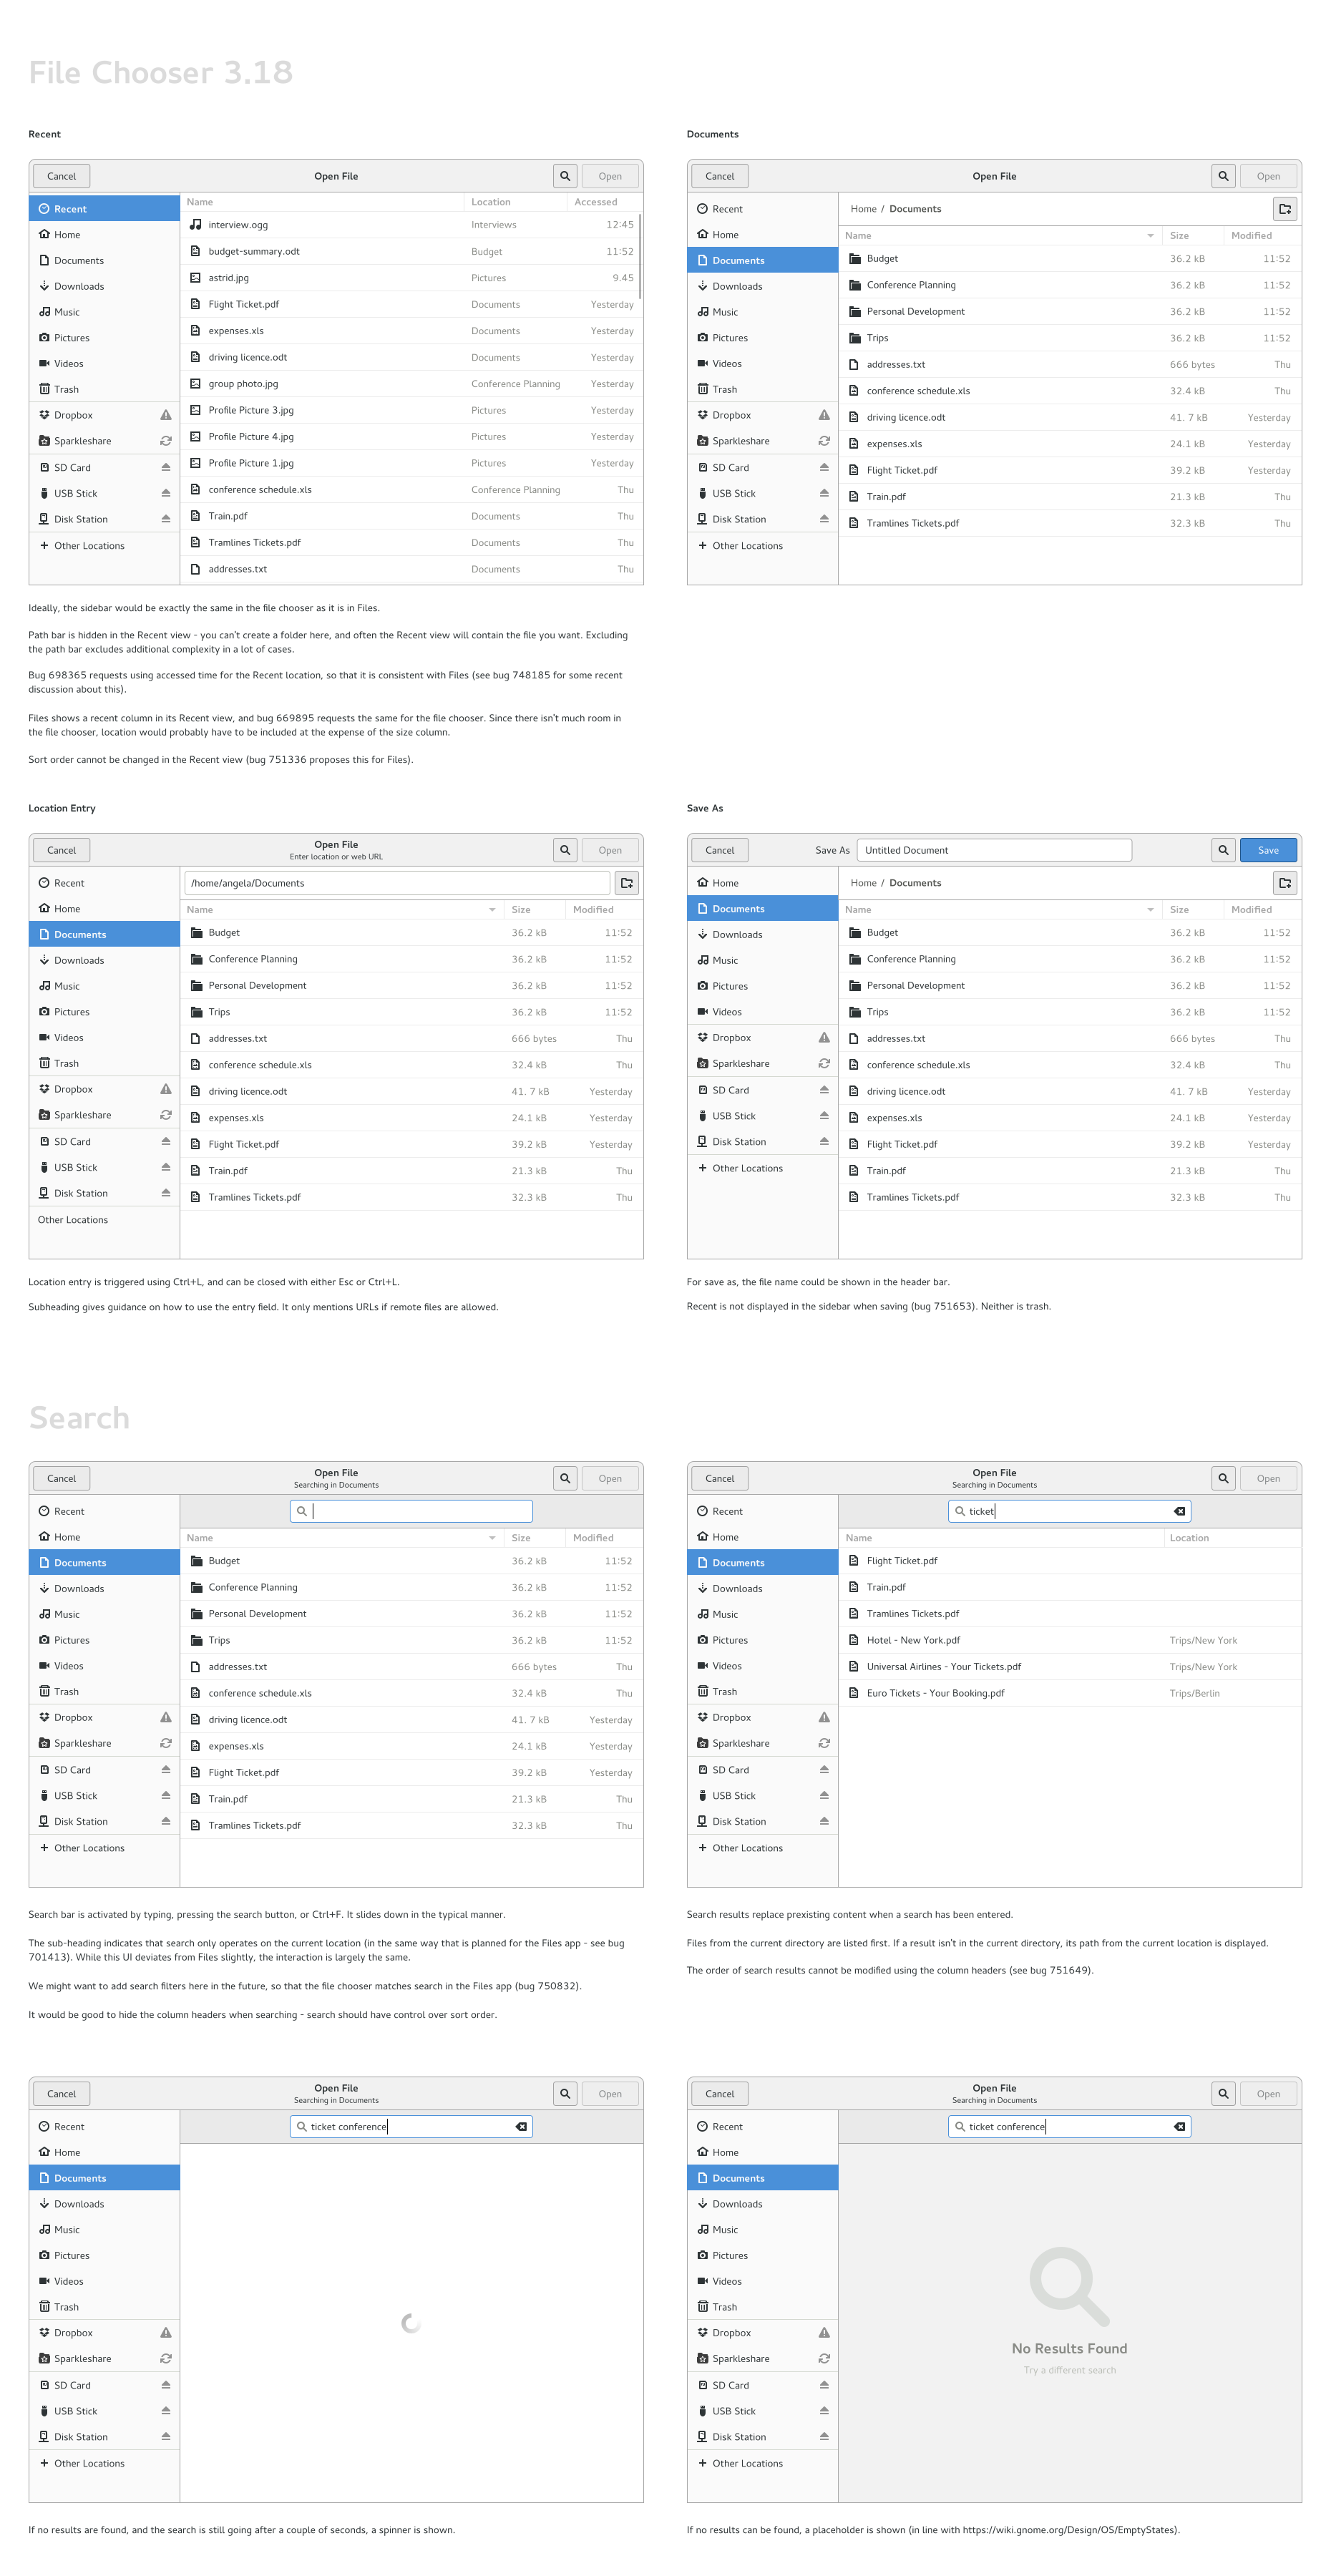 File Chooser 3.18
Recent
Cancel
Open File
Open
Recent
Home
Documents
Downloads
Music
Pictures
Videos
Trash
Dropbox
Sparkleshare
SD Card
USB Stick
Disk Station
Other Locations
Name Location Accessed
interview.ogg Interviews 12:45
budget-summary.odt Budget 11:52
astrid.jpg Pictures 9.45
Flight Ticket.pdf Documents Yesterday
expenses.xls Documents Yesterday
driving licence.odt Documents Yesterday
group photo.jpg Conference Planning Yesterday
Profile Picture 3.jpg Pictures Yesterday
Profile Picture 4.jpg Pictures Yesterday
Profile Picture 1.jpg Pictures Yesterday
conference schedule.xls Conference Planning Thu
Train.pdf Documents Thu
Tramlines Tickets.pdf Documents Thu
addresses.txt Documents Thu
Ideally, the sidebar would be exactly the same in the file chooser as it is in Files.
Path bar is hidden in the Recent view - you can't create a folder here, and often the Recent view will contain the file you want. Excluding
the path bar excludes additional complexity in a lot of cases.
Bug 698365 requests using accessed time for the Recent location, so that it is consistent with Files (see bug 748185 for some recent
discussion about this).
Files shows a recent column in its Recent view, and bug 669895 requests the same for the file chooser. Since there isn't much room in
the file chooser, location would probably have to be included at the expense of the size column.
Sort order cannot be changed in the Recent view (bug 751336 proposes this for Files).
Documents
Cancel
Open File
Open
Recent
Home
Documents
Downloads
Music
Pictures
Videos
Trash
Dropbox
Sparkleshare
SD Card
USB Stick
Disk Station
Other Locations
Home / Documents
Name Size Modified
Budget 36.2 kB 11:52
Conference Planning 36.2 kB 11:52
Personal Development 36.2 kB 11:52
Trips 36.2 kB 11:52
addresses.txt 666 bytes Thu
conference schedule.xls 32.4 kB Thu
driving licence.odt 41. 7 kB Yesterday
expenses.xls 24.1 kB Yesterday
Flight Ticket.pdf 39.2 kB Yesterday
Train.pdf 21.3 kB Thu
Tramlines Tickets.pdf 32.3 kB Thu
Location Entry
Cancel
Open File
Enter location or web URL
Open
Recent
Home
Documents
Downloads
Music
Pictures
Videos
Trash
Dropbox
Sparkleshare
SD Card
USB Stick
Disk Station
Other Locations
/home/angela/Documents
Name Size Modified
Budget 36.2 kB 11:52
Conference Planning 36.2 kB 11:52
Personal Development 36.2 kB 11:52
Trips 36.2 kB 11:52
addresses.txt 666 bytes Thu
conference schedule.xls 32.4 kB Thu
driving licence.odt 41. 7 kB Yesterday
expenses.xls 24.1 kB Yesterday
Flight Ticket.pdf 39.2 kB Yesterday
Train.pdf 21.3 kB Thu
Tramlines Tickets.pdf 32.3 kB Thu
Location entry is triggered using Ctrl+L, and can be closed with either Esc or Ctrl+L.
Subheading gives guidance on how to use the entry field. It only mentions URLs if remote files are allowed.
Save As
Cancel
Save As Untitled Document
Save
Home
Documents
Downloads
Music
Pictures
Videos
Dropbox
Sparkleshare
SD Card
USB Stick
Disk Station
Other Locations
Home / Documents
Name Size Modified
Budget 36.2 kB 11:52
Conference Planning 36.2 kB 11:52
Personal Development 36.2 kB 11:52
Trips 36.2 kB 11:52
addresses.txt 666 bytes Thu
conference schedule.xls 32.4 kB Thu
driving licence.odt 41. 7 kB Yesterday
expenses.xls 24.1 kB Yesterday
Flight Ticket.pdf 39.2 kB Yesterday
Train.pdf 21.3 kB Thu
Tramlines Tickets.pdf 32.3 kB Thu
For save as, the file name could be shown in the header bar.
Recent is not displayed in the sidebar when saving (bug 751653). Neither is trash.
Search
Cancel
Open File
Searching in Documents
Open
Recent
Home
Documents
Downloads
Music
Pictures
Videos
Trash
Dropbox
Sparkleshare
SD Card
USB Stick
Disk Station
Other Locations
Name Size Modified
Budget 36.2 kB 11:52
Conference Planning 36.2 kB 11:52
Personal Development 36.2 kB 11:52
Trips 36.2 kB 11:52
addresses.txt 666 bytes Thu
conference schedule.xls 32.4 kB Thu
driving licence.odt 41. 7 kB Yesterday
expenses.xls 24.1 kB Yesterday
Flight Ticket.pdf 39.2 kB Yesterday
Train.pdf 21.3 kB Thu
Tramlines Tickets.pdf 32.3 kB Thu
Search bar is activated by typing, pressing the search button, or Ctrl+F. It slides down in the typical manner.
The sub-heading indicates that search only operates on the current location (in the same way that is planned for the Files app - see bug
701413). While this UI deviates from Files slightly, the interaction is largely the same.
We might want to add search filters here in the future, so that the file chooser matches search in the Files app (bug 750832).
It would be good to hide the column headers when searching - search should have control over sort order.
Cancel
Open File
Searching in Documents
Open
Recent
Home
Documents
Downloads
Music
Pictures
Videos
Trash
Dropbox
Sparkleshare
SD Card
USB Stick
Disk Station
Other Locations
ticket
Name Location
Flight Ticket.pdf
Train.pdf
Tramlines Tickets.pdf
Hotel - New York.pdf Trips/New York
Universal Airlines - Your Tickets.pdf Trips/New York
Euro Tickets - Your Booking.pdf Trips/Berlin
Search results replace prexisting content when a search has been entered.
Files from the current directory are listed first. If a result isn't in the current directory, its path from the current location is displayed.
The order of search results cannot be modified using the column headers (see bug 751649).
Cancel
Open File
Searching in Documents
Open
Recent
Home
Documents
Downloads
Music
Pictures
Videos
Trash
Dropbox
Sparkleshare
SD Card
USB Stick
Disk Station
Other Locations
ticket conference
If no results are found, and the search is still going after a couple of seconds, a spinner is shown.
Cancel
Open File
Searching in Documents
Open
Recent
Home
Documents
Downloads
Music
Pictures
Videos
Trash
Dropbox
Sparkleshare
SD Card
USB Stick
Disk Station
Other Locations
ticket conference
No Results Found
Try a different search
If no results can be found, a placeholder is shown (in line with https://wiki.gnome.org/Design/OS/EmptyStates).